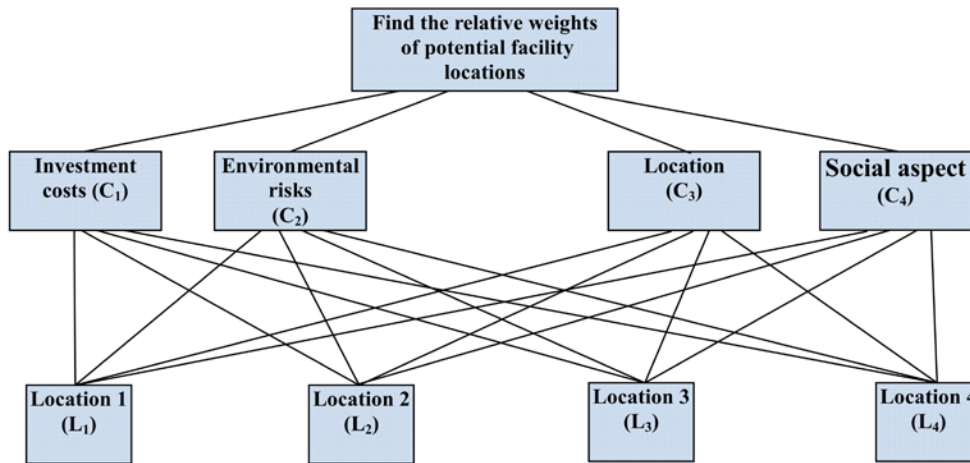 Find the relative weights
of potential facility
locations
Investment
costs (C₁)
Environmental
risks
(C₂)
Location
(C₃)
Social aspect
(C₄)
Location 1
(L₁)
Location 2
(L₂)
Location 3
(L₃)
Location 4
(L₄)